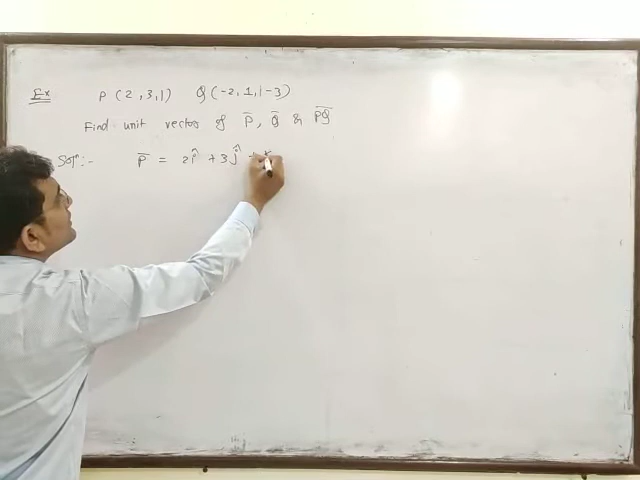 Ex P (2, 3, 1) Q (-2, 1, -3)
Find unit vectors of P̅, Q̅ & P̅Q̅
Solⁿ:- P̅ = 2î + 3ĵ +